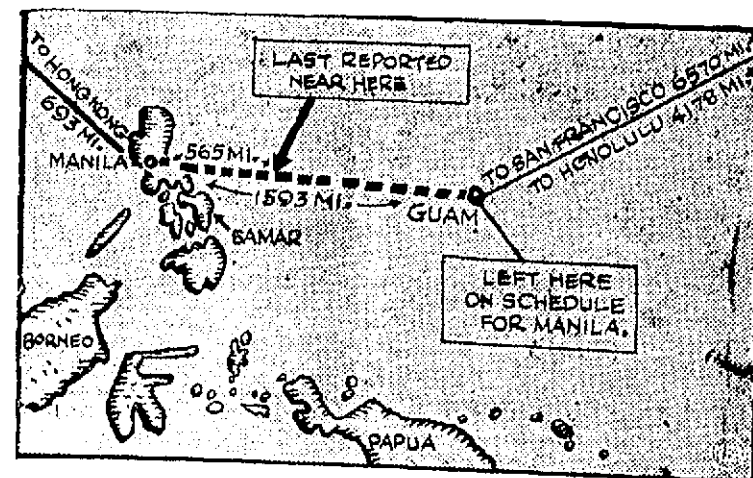 TO HONG KONG
693 MI.
LAST REPORTED
NEAR HERE
TO SAN FRANCISCO 6570 MI.
TO HONOLULU 4178 MI.
MANILA
565 MI.
1593 MI.
GUAM
SAMAR
LEFT HERE
ON SCHEDULE
FOR MANILA.
BORNEO
PAPUA